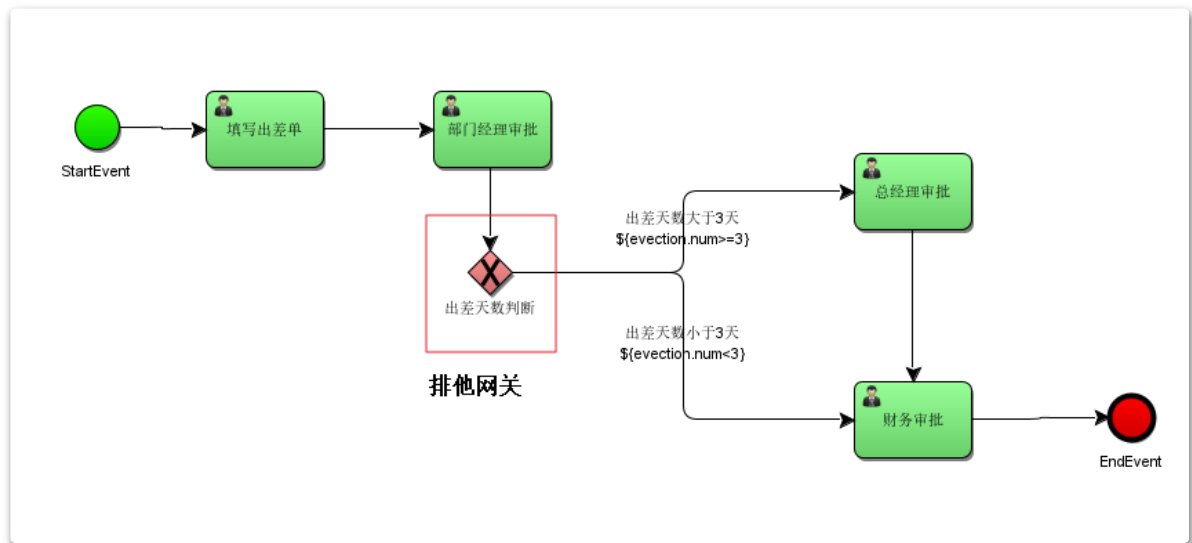 填写出差单
部门经理审批
StartEvent
总经理审批
出差天数大于3天
${evection.num>=3}
出差天数判断
出差天数小于3天
${evection.num<3}
排他网关
财务审批
EndEvent